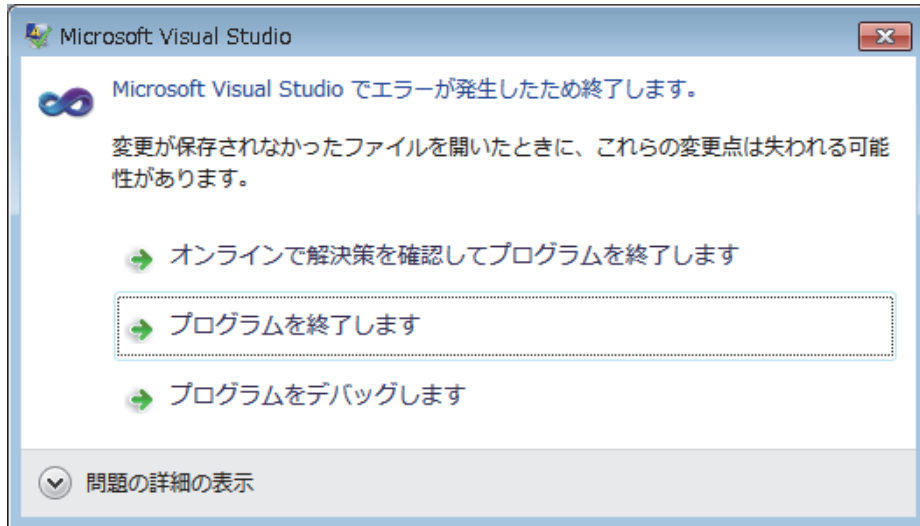 Microsoft Visual Studio
Microsoft Visual Studio でエラーが発生したため終了します。
変更が保存されなかったファイルを開いたときに、これらの変更点は失われる可能
性があります。
オンラインで解決策を確認してプログラムを終了します
プログラムを終了します
プログラムをデバッグします
問題の詳細の表示